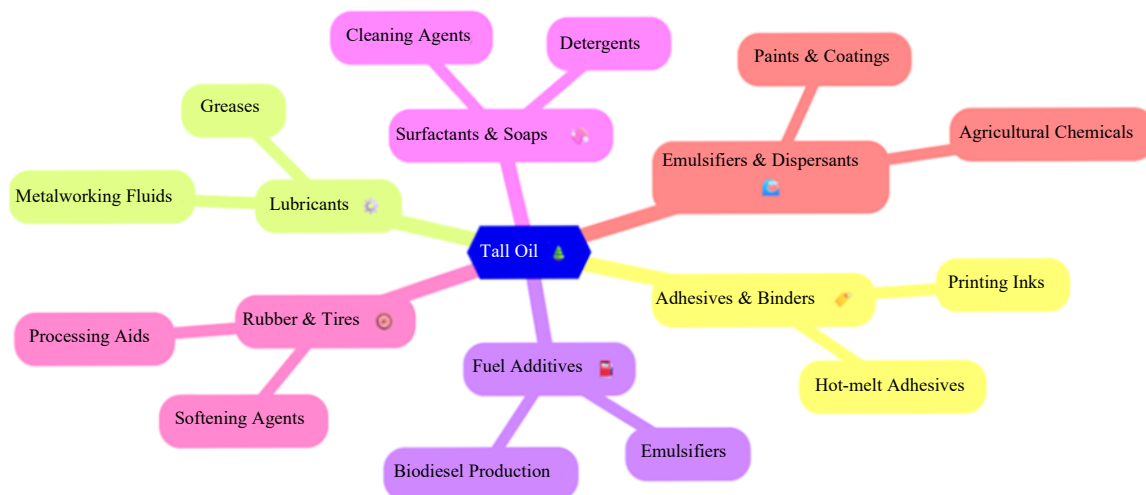 Cleaning Agents
Detergents
Paints & Coatings
Greases
Surfactants & Soaps
Agricultural Chemicals
Emulsifiers & Dispersants
Metalworking Fluids
Lubricants
Tall Oil
Printing Inks
Adhesives & Binders
Rubber & Tires
Processing Aids
Fuel Additives
Hot-melt Adhesives
Softening Agents
Emulsifiers
Biodiesel Production